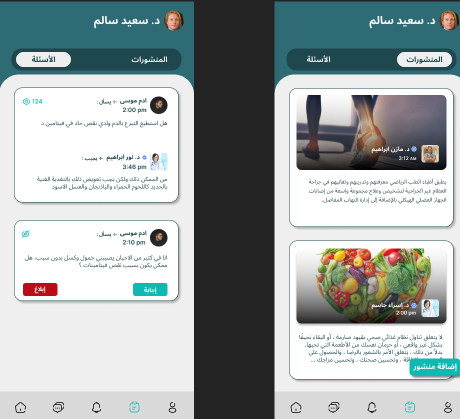 د. سعيد سالم
المنشورات
الأسئلة
د. مازن ابراهيم
3:12 AM
يطبق أطباء الطب الرياضي معرفتهم وتدريبهم وتفانيهم في جراحة
العظام غير الجراحية لتشخيص وعلاج مجموعة واسعة من إصابات
الجهاز العضلي الهيكلي بالإضافة إلى إدارة التهاب المفاصل.
د. إسراء جاسم
2:00 pm
لا يتعلق تناول نظام غذائي صحي بقيود صارمة ، أو البقاء نحيفًا
بشكل غير واقعي ، أو حرمان نفسك من الأطعمة التي تحبها.
بدلاً من ذلك ، يتعلق الأمر بالشعور بالرضا ، والحصول على
، وتحسين صحتك ، وتحسين مزاجك ...
إضافة منشور
د. سعيد سالم
المنشورات
الأسئلة
ادم موسى + يسأل :
2:00 pm
124
هل استطيع التبرع بالدم ولدي نقص حاد في فيتامين د
د. نور ابراهيم + يجيب :
3:46 pm
من الممكن ذلك ولكن يجب تعويض ذلك بالتغذية الغنية
بالحديد كاللحوم الحمراء والباذنجان والعسل الاسود
ادم موسى + يسأل :
2:10 pm
انا في كثير من الاحيان يصيبني خمول وكسل بدون سبب، هل
ممكن يكون بسبب نقص فيتامينات ؟
إجابة
إبلاغ